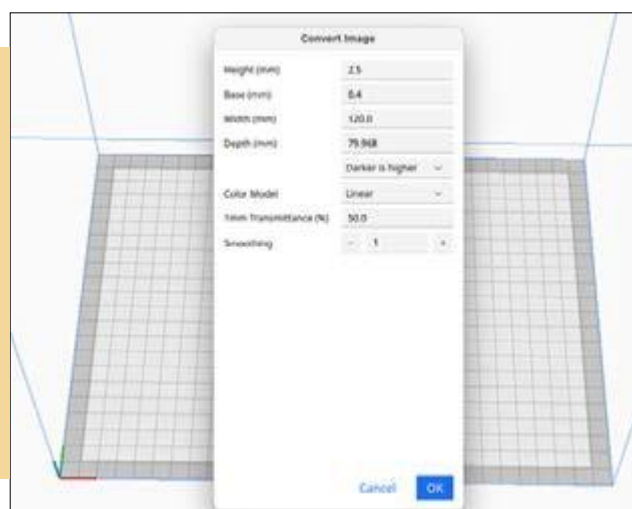 Convert Image
Height (mm) 2.5
Base (mm) 0.4
Width (mm) 120.0
Depth (mm) 79.968
Darker is higher
Color Model Linear
1mm Transmittance (%) 50.0
Smoothing - 1 +
Cancel OK